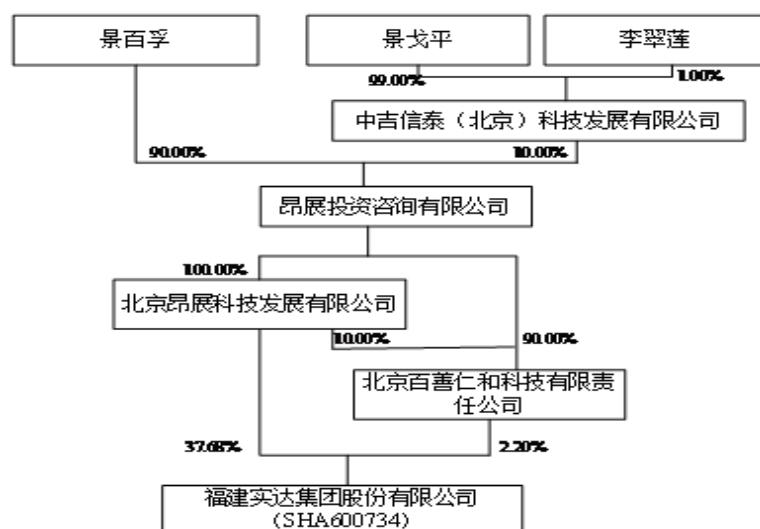 景百孚
景戈平
李翠莲
99.00%
1.00%
中吉信泰（北京）科技发展有限公司
90.00%
10.00%
昂展投资咨询有限公司
100.00%
北京昂展科技发展有限公司
10.00%
90.00%
北京百善仁和科技有限责
任公司
37.68%
2.20%
福建实达集团股份有限公司
(SHA600734)